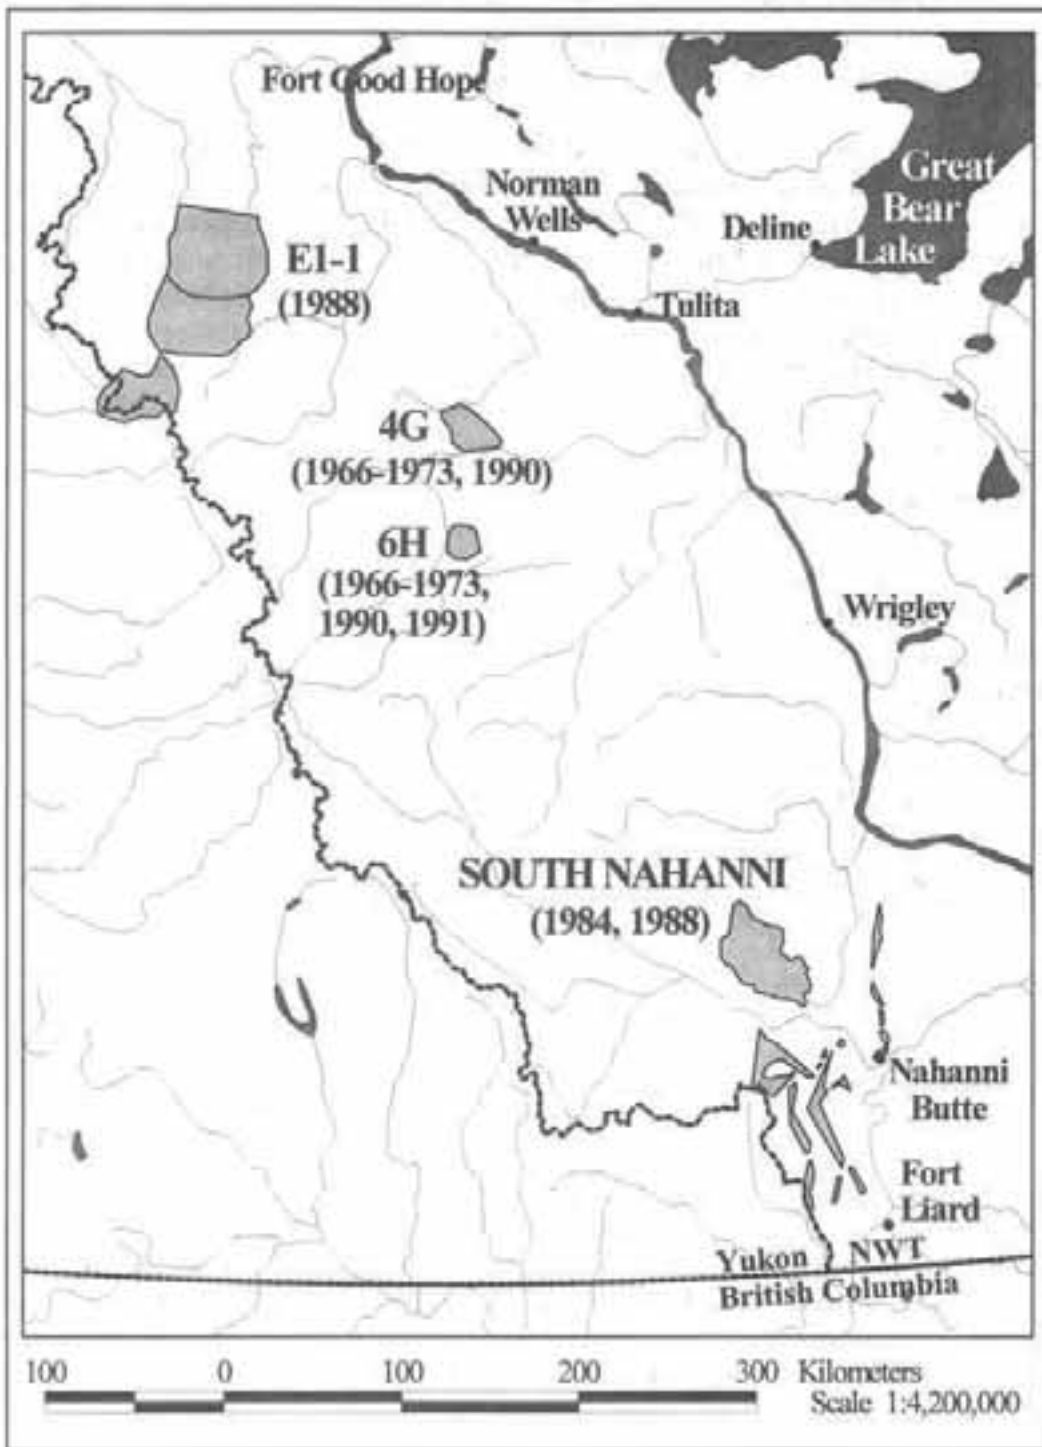 Fort Good Hope
Great
Bear
Lake
Norman
Wells
Deline
E1-1
(1988)
Tulita
4G
(1966-1973, 1990)
6H
(1966-1973,
1990, 1991)
Wrigley
SOUTH NAHANNI
(1984, 1988)
Nahanni
Butte
Fort
Liard
Yukon NWT
British Columbia
100 0 100 200 300 Kilometers
Scale 1:4,200,000